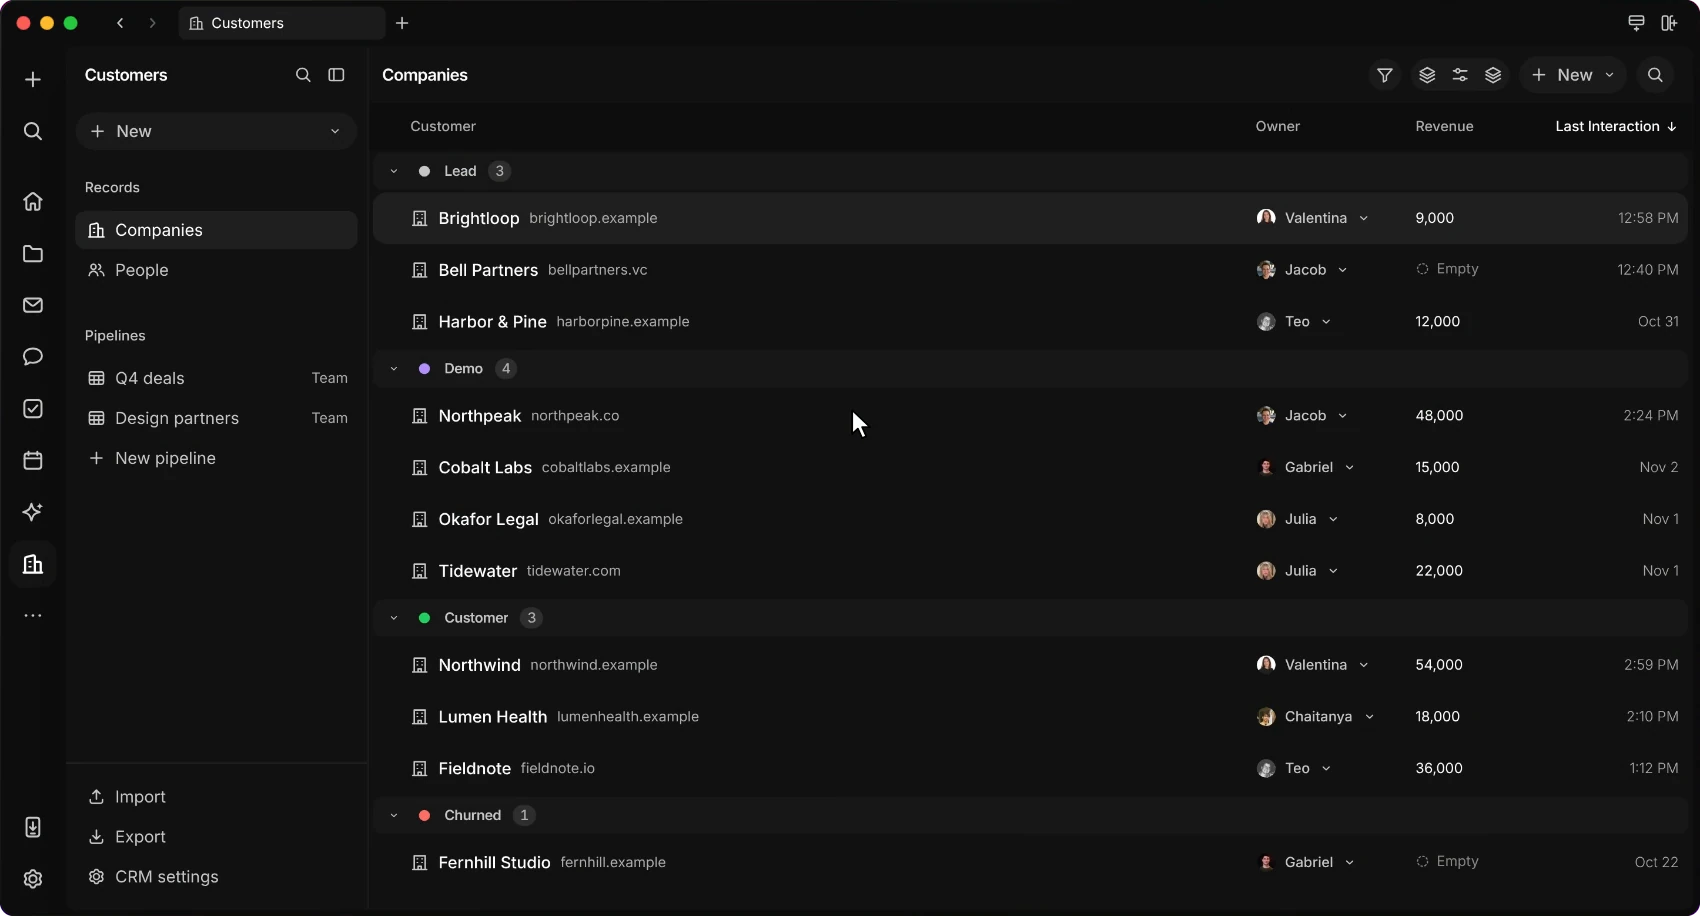 Customers
Customers
New
Records
Companies
People
Pipelines
Q4 deals Team
Design partners Team
New pipeline
Import
Export
CRM settings
Companies
New
Customer Owner Revenue Last Interaction
Lead 3
Brightloop brightloop.example Valentina 9,000 12:58 PM
Bell Partners bellpartners.vc Jacob Empty 12:40 PM
Harbor & Pine harborpine.example Teo 12,000 Oct 31
Demo 4
Northpeak northpeak.co Jacob 48,000 2:24 PM
Cobalt Labs cobaltlabs.example Gabriel 15,000 Nov 2
Okafor Legal okaforlegal.example Julia 8,000 Nov 1
Tidewater tidewater.com Julia 22,000 Nov 1
Customer 3
Northwind northwind.example Valentina 54,000 2:59 PM
Lumen Health lumenhealth.example Chaitanya 18,000 2:10 PM
Fieldnote fieldnote.io Teo 36,000 1:12 PM
Churned 1
Fernhill Studio fernhill.example Gabriel Empty Oct 22